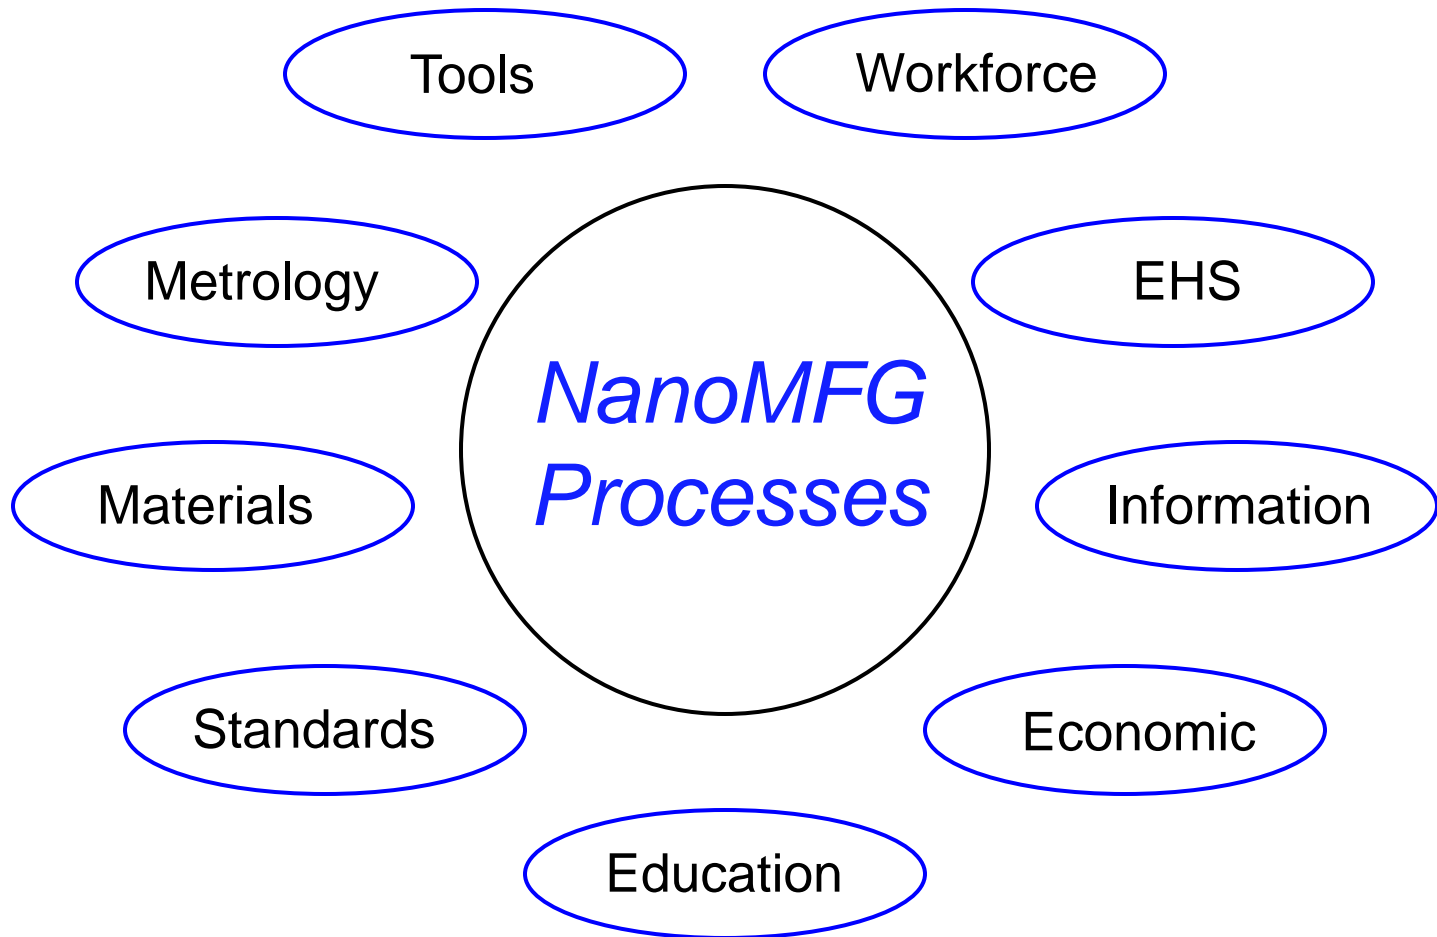 Tools
Workforce
Metrology
EHS
NanoMFG
Processes
Materials
Information
Standards
Economic
Education